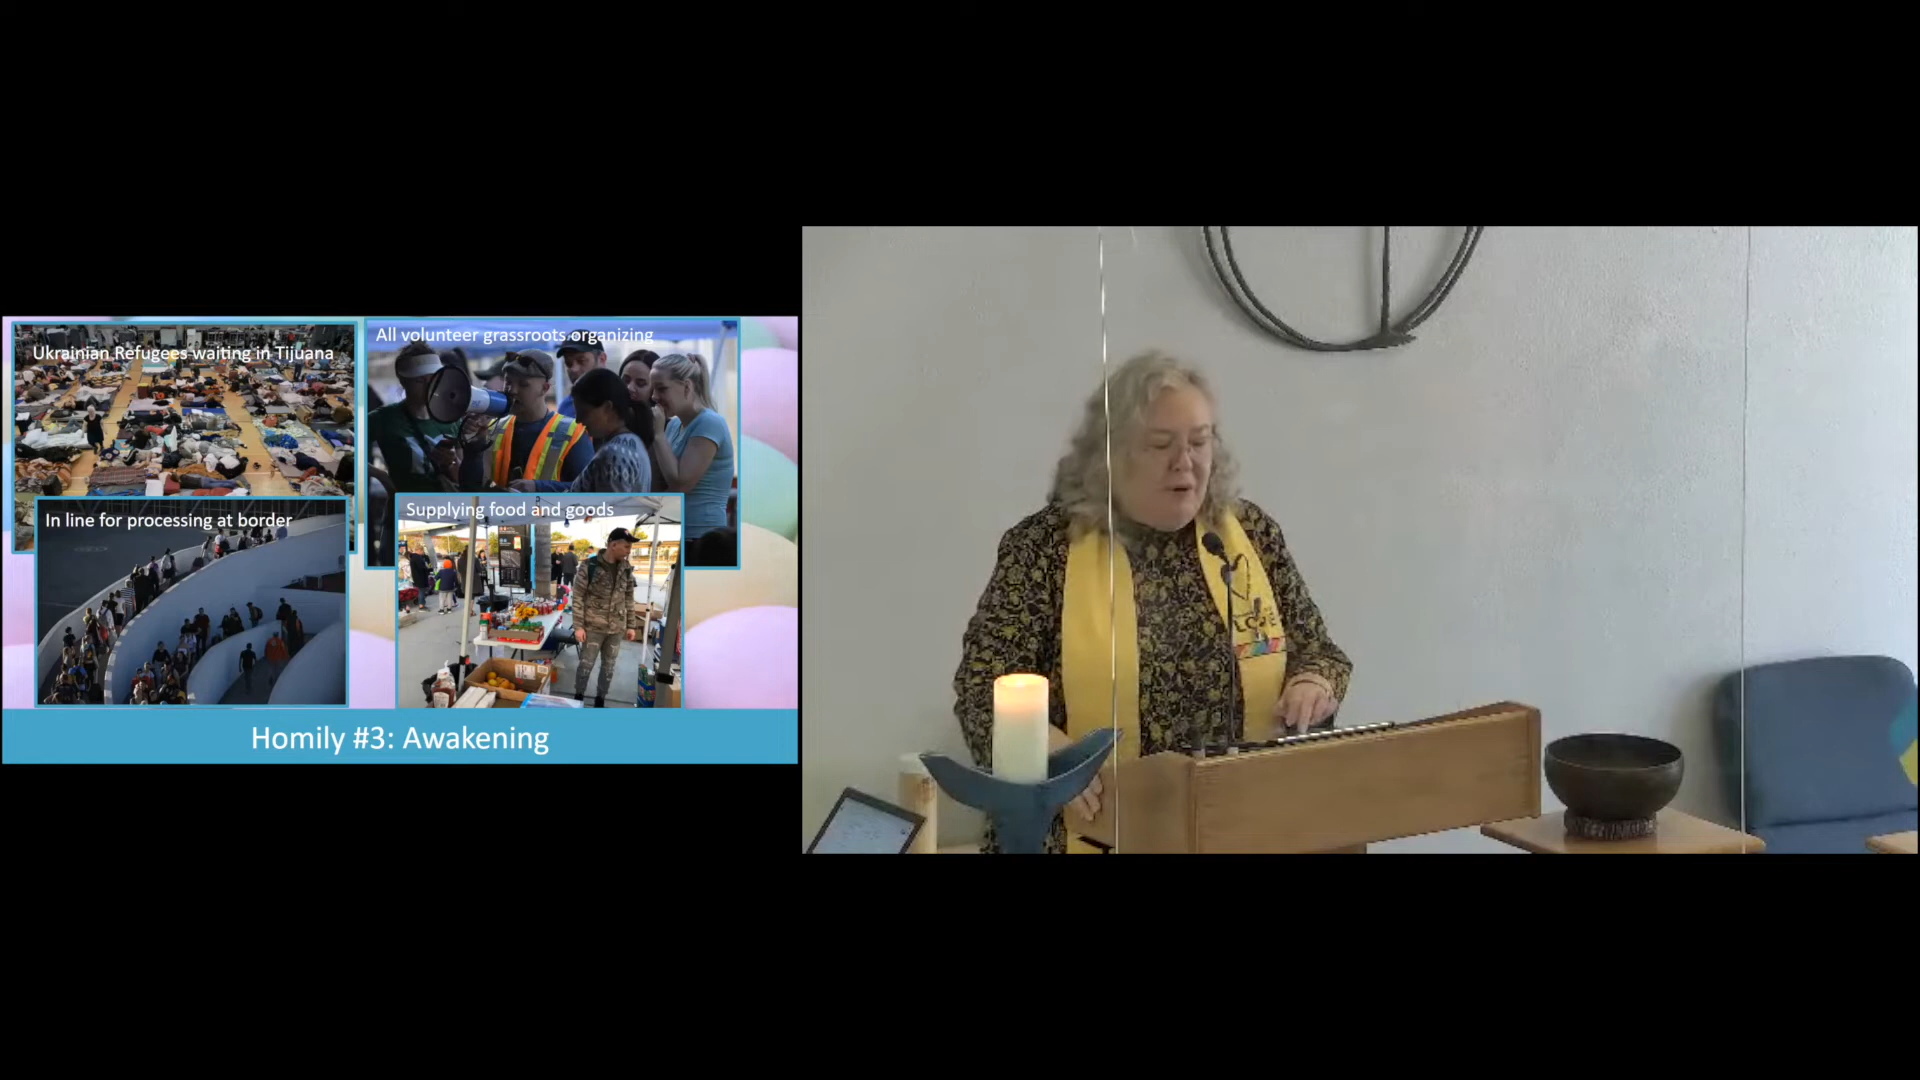 Ukrainian Refugees waiting in Tijuana
All volunteer grassroots organizing
In line for processing at border
Supplying food and goods
Homily #3: Awakening
LOVE